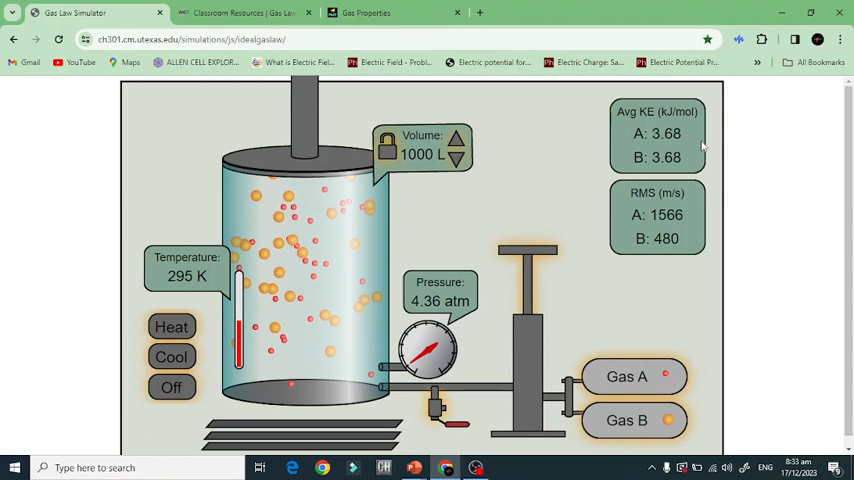 Gas Law Simulator
Classroom Resources | Gas Law
Gas Properties
ch301.cm.utexas.edu/simulations/js/idealgaslaw/
Gmail
YouTube
Maps
ALLEN CELL EXPLOR...
What is Electric Field...
Electric Field - Probl...
Electric potential ge...
Electric Charge: Sa...
Electric Potential Pr...
All Bookmarks
Avg KE (kJ/mol)
A: 3.68
B: 3.68
RMS (m/s)
A: 1566
B: 480
Volume:
1000 L
Temperature:
295 K
Pressure:
4.36 atm
Heat
Cool
Off
Gas A
Gas B
Type here to search
ENG
8:33 am
17/12/2023